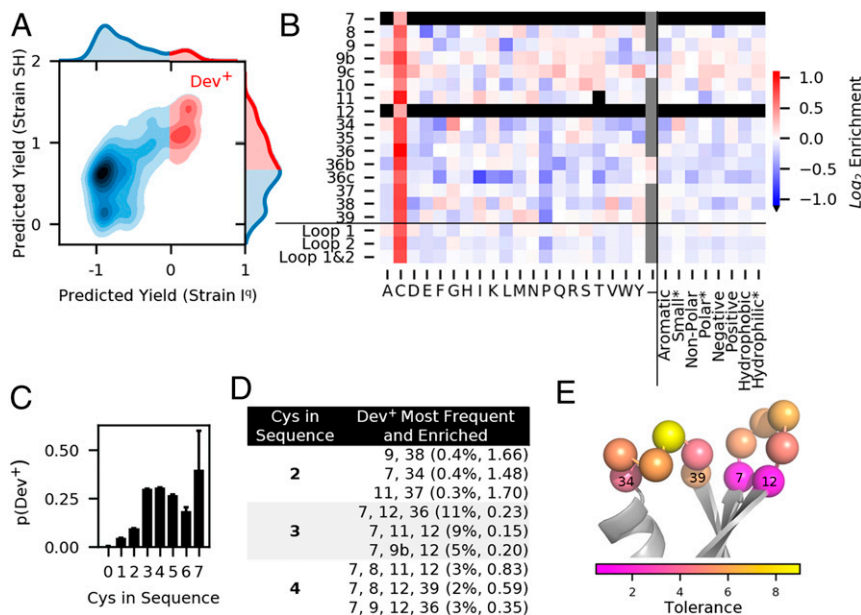 A
Dev+
Predicted Yield (Strain SH)
2
1
0
-1
0
1
Predicted Yield (Strain Iq)
B
7
8
9
9b
9c
10
11
12
34
35
36
36b
36c
37
38
39
Loop 1
Loop 2
Loop 1&2
A C D E F G H I K L M N P Q R S T V W Y -
Aromatic
Small*
Non-Polar
Polar*
Negative
Positive
Hydrophobic
Hydrophilic*
1.0
0.5
0.0
−0.5
−1.0
Log2 Enrichment
C
p(Dev+)
0.50
0.25
0.00
0 1 2 3 4 5 6 7
Cys in Sequence
D
Cys in Sequence
Dev+ Most Frequent and Enriched
2
9, 38 (0.4%, 1.66)
7, 34 (0.4%, 1.48)
11, 37 (0.3%, 1.70)
3
7, 12, 36 (11%, 0.23)
7, 11, 12 (9%, 0.15)
7, 9b, 12 (5%, 0.20)
4
7, 8, 11, 12 (3%, 0.83)
7, 8, 12, 39 (2%, 0.59)
7, 9, 12, 36 (3%, 0.35)
E
34
39
7
12
2 4 6 8
Tolerance